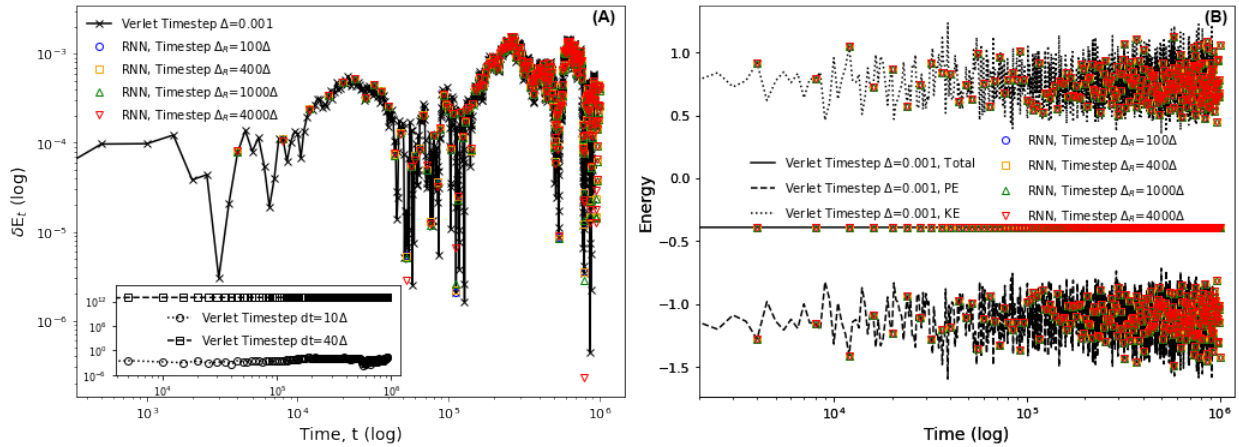 (A)
Verlet Timestep Δ=0.001
RNN, Timestep Δ_R=100Δ
RNN, Timestep Δ_R=400Δ
RNN, Timestep Δ_R=1000Δ
RNN, Timestep Δ_R=4000Δ
10^−3
10^−4
10^−5
10^−6
δE_t (log)
10^12
10^6
10^0
10^−6
Verlet Timestep dt=10Δ
Verlet Timestep dt=40Δ
10^4
10^5
10^6
10^3
10^4
10^5
10^6
Time, t (log)
(B)
1.0
0.5
0.0
−0.5
−1.0
−1.5
Energy
RNN, Timestep Δ_R=100Δ
RNN, Timestep Δ_R=400Δ
RNN, Timestep Δ_R=1000Δ
RNN, Timestep Δ_R=4000Δ
Verlet Timestep Δ=0.001, Total
Verlet Timestep Δ=0.001, PE
Verlet Timestep Δ=0.001, KE
10^4
10^5
10^6
Time (log)